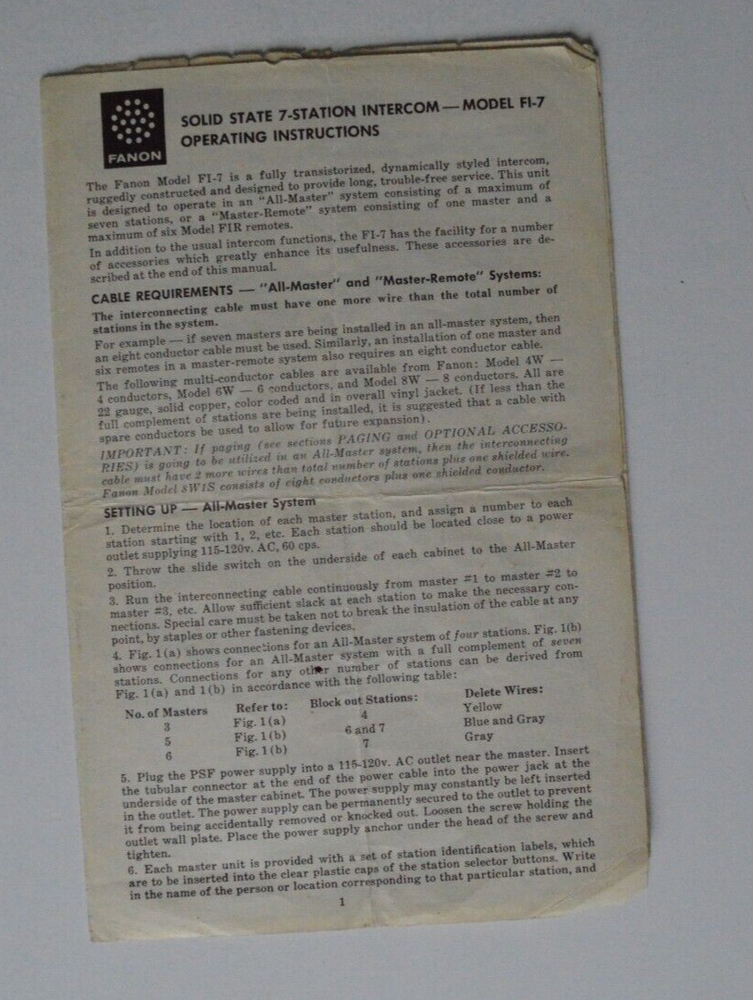 FANON
SOLID STATE 7-STATION INTERCOM — MODEL FI-7
OPERATING INSTRUCTIONS
The Fanon Model FI-7 is a fully transistorized, dynamically styled intercom,
ruggedly constructed and designed to provide long, trouble-free service. This unit
is designed to operate in an "All-Master" system consisting of a maximum of
seven stations, or a "Master-Remote" system consisting of one master and a
maximum of six Model FIR remotes.
In addition to the usual intercom functions, the FI-7 has the facility for a number
of accessories which greatly enhance its usefulness. These accessories are de-
scribed at the end of this manual.
CABLE REQUIREMENTS — "All-Master" and "Master-Remote" Systems:
The interconnecting cable must have one more wire than the total number of
stations in the system.
For example — if seven masters are being installed in an all-master system, then
an eight conductor cable must be used. Similarly, an installation of one master and
six remotes in a master-remote system also requires an eight conductor cable.
The following multi-conductor cables are available from Fanon: Model 4W —
4 conductors, Model 6W — 6 conductors, and Model 8W — 8 conductors. All are
22 gauge, solid copper, color coded and in overall vinyl jacket. (If less than the
full complement of stations are being installed, it is suggested that a cable with
spare conductors be used to allow for future expansion).
IMPORTANT: If paging (see sections PAGING and OPTIONAL ACCESSO-
RIES) is going to be utilized in an All-Master system, then the interconnecting
cable must have 2 more wires than total number of stations plus one shielded wire.
Fanon Model 8W1S consists of eight conductors plus one shielded conductor.
SETTING UP — All-Master System
1. Determine the location of each master station, and assign a number to each
station starting with 1, 2, etc. Each station should be located close to a power
outlet supplying 115-120v. AC, 60 cps.
2. Throw the slide switch on the underside of each cabinet to the All-Master
position.
3. Run the interconnecting cable continuously from master #1 to master #2 to
master #3, etc. Allow sufficient slack at each station to make the necessary con-
nections. Special care must be taken not to break the insulation of the cable at any
point, by staples or other fastening devices.
4. Fig. 1(a) shows connections for an All-Master system of four stations. Fig. 1(b)
shows connections for an All-Master system with a full complement of seven
stations. Connections for any other number of stations can be derived from
Fig. 1(a) and 1(b) in accordance with the following table:
No. of Masters Refer to: Block out Stations: Delete Wires:
3 Fig. 1(a) 4 Yellow
5 Fig. 1(b) 6 and 7 Blue and Gray
6 Fig. 1(b) 7 Gray
5. Plug the PSF power supply into a 115-120v. AC outlet near the master. Insert
the tubular connector at the end of the power cable into the power jack at the
underside of the master cabinet. The power supply may constantly be left inserted
in the outlet. The power supply can be permanently secured to the outlet to prevent
it from being accidentally removed or knocked out. Loosen the screw holding the
outlet wall plate. Place the power supply anchor under the head of the screw and
tighten.
6. Each master unit is provided with a set of station identification labels, which
are to be inserted into the clear plastic caps of the station selector buttons. Write
in the name of the person or location corresponding to that particular station, and
1